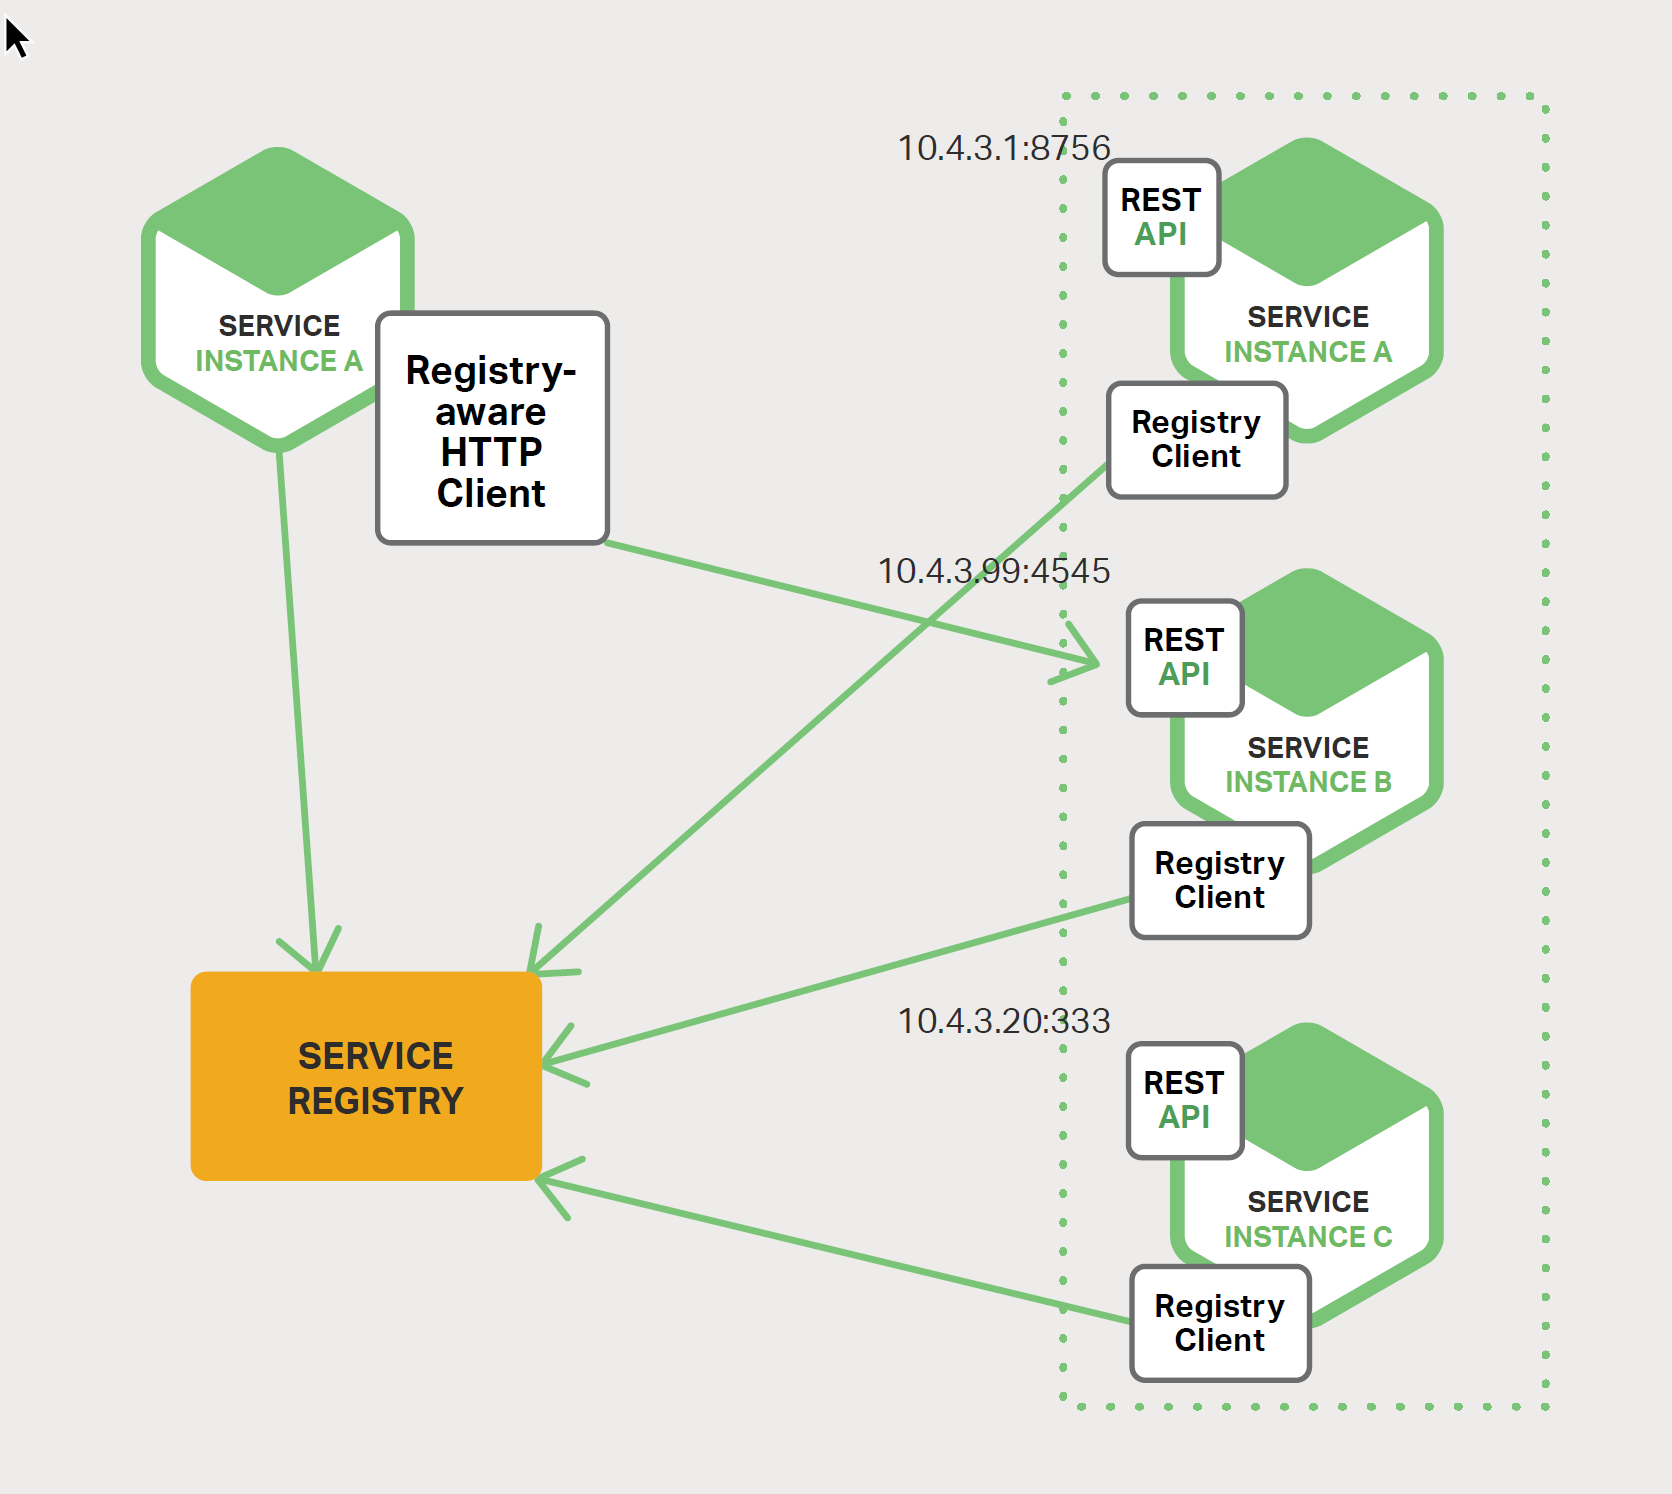 SERVICE
INSTANCE A
Registry-
aware
HTTP
Client
10.4.3.1:8756
REST
API
SERVICE
INSTANCE A
Registry
Client
10.4.3.99:4545
REST
API
SERVICE
INSTANCE B
Registry
Client
SERVICE
REGISTRY
10.4.3.20:333
REST
API
SERVICE
INSTANCE C
Registry
Client